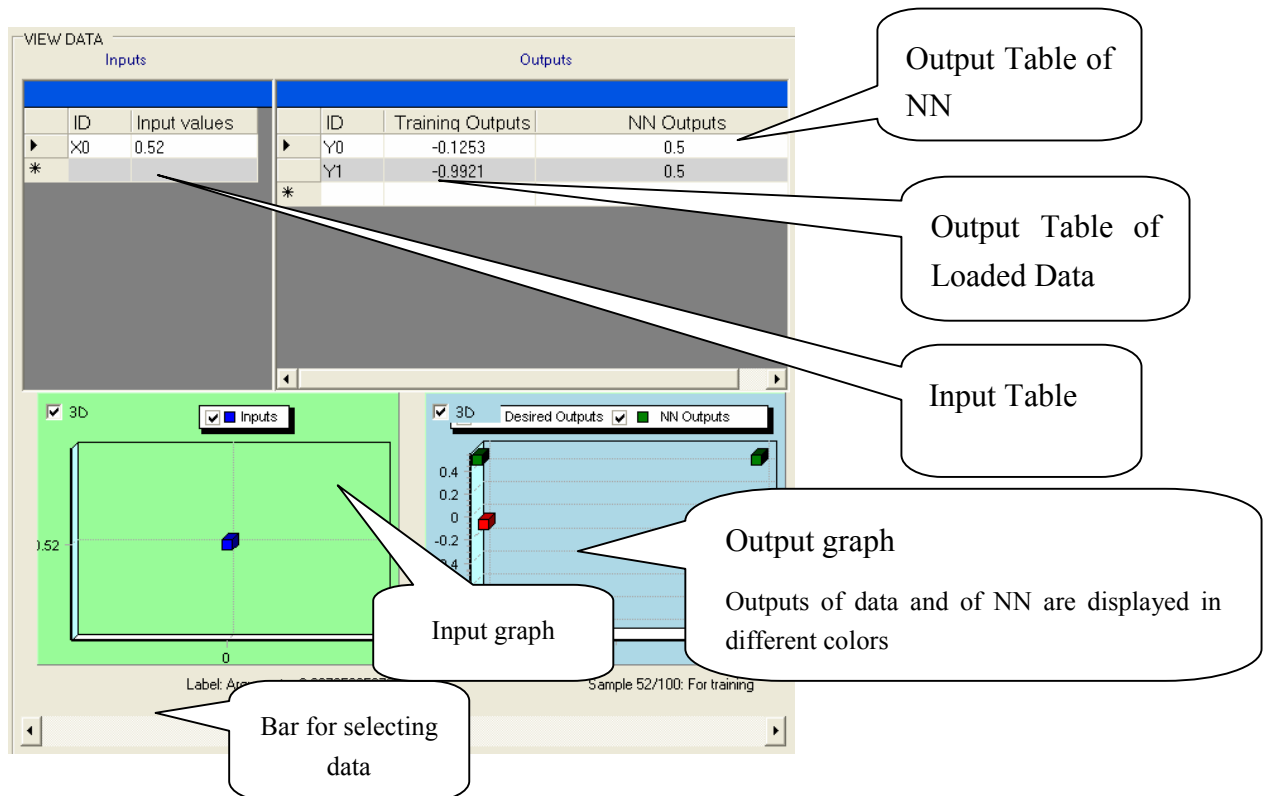 VIEW DATA
Inputs
Outputs
ID Input values
X0 0.52
*
ID Training Outputs NN Outputs
Y0 -0.1253 0.5
Y1 -0.9921 0.5
*
Output Table of
NN
Output Table of
Loaded Data
Input Table
3D
Inputs
0.52
0
3D
Desired Outputs NN Outputs
0.4
0.2
0
-0.2
Input graph
Output graph
Outputs of data and of NN are displayed in
different colors
Label:
Sample 52/100: For training
Bar for selecting
data